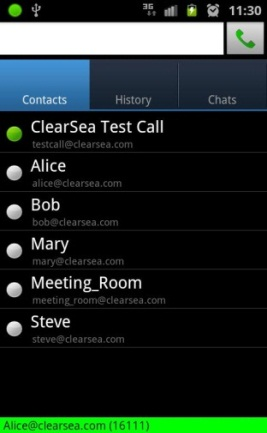 3G 11:30
Contacts History Chats
ClearSea Test Call
testcall@clearsea.com
Alice
alice@clearsea.com
Bob
bob@clearsea.com
Mary
mary@clearsea.com
Meeting_Room
meeting_room@clearsea.com
Steve
steve@clearsea.com
Alice@clearsea.com (16111)